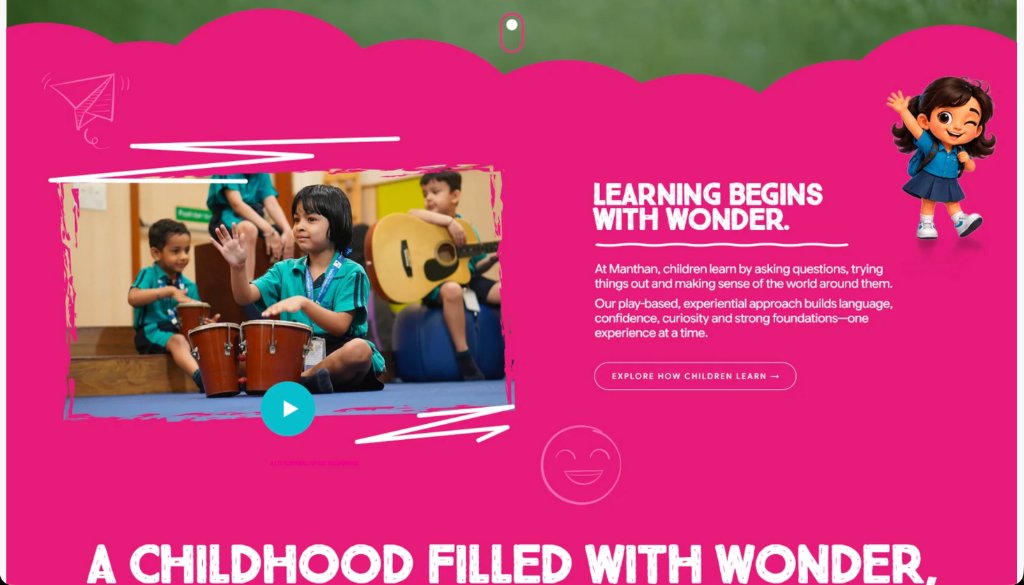 LEARNING BEGINS
WITH WONDER.
At Manthan, children learn by asking questions, trying
things out and making sense of the world around them.
Our play-based, experiential approach builds language,
confidence, curiosity and strong foundations—one
experience at a time.
EXPLORE HOW CHILDREN LEARN →
A CHILDHOOD FILLED WITH WONDER,